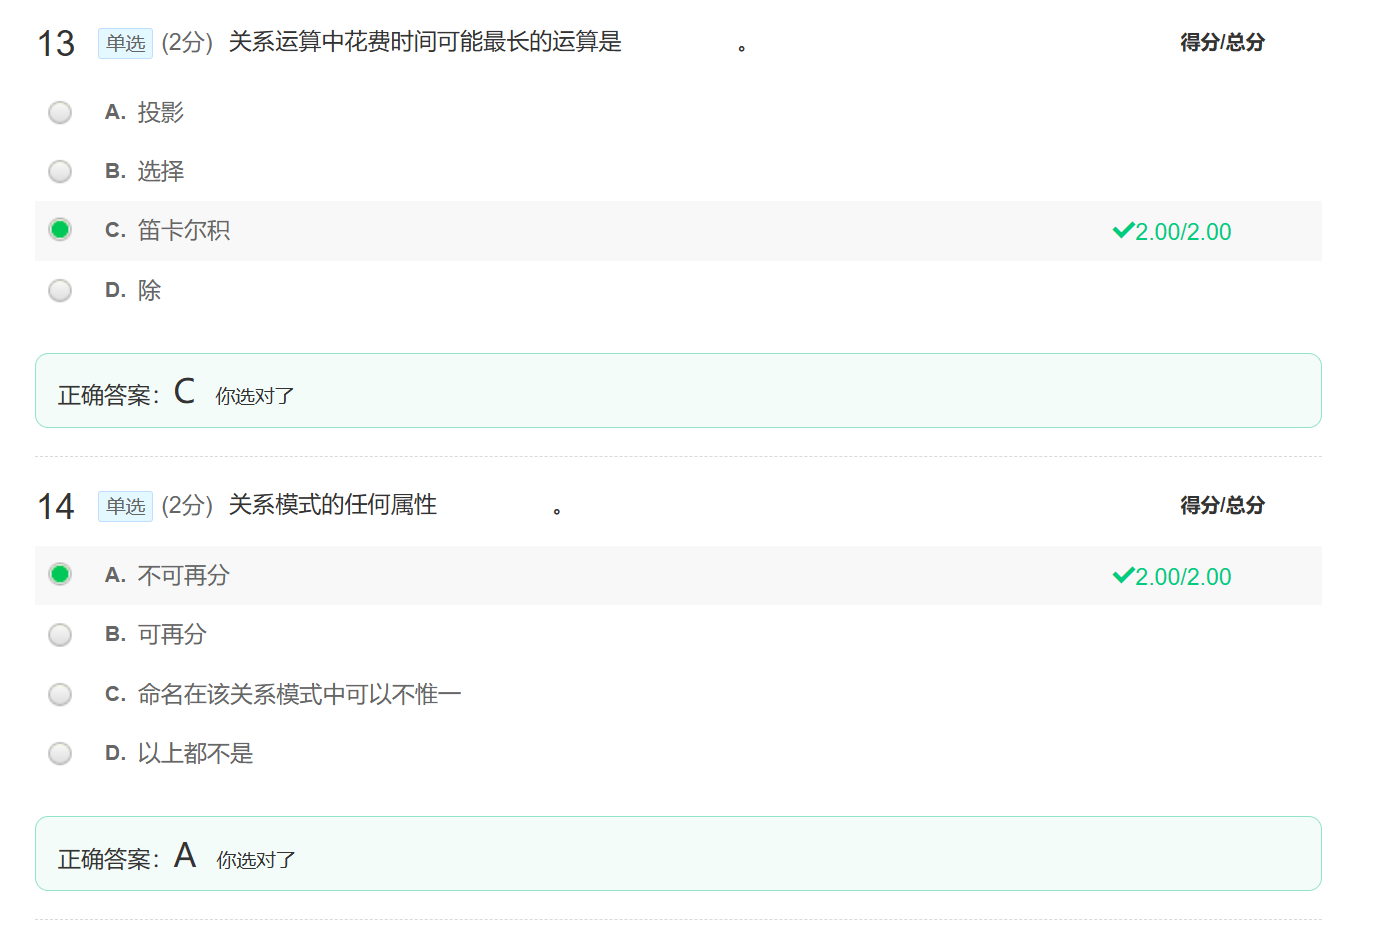 13 单选 (2分) 关系运算中花费时间可能最长的运算是 。 得分/总分
A. 投影
B. 选择
C. 笛卡尔积 2.00/2.00
D. 除
正确答案：C 你选对了
14 单选 (2分) 关系模式的任何属性 。 得分/总分
A. 不可再分 2.00/2.00
B. 可再分
C. 命名在该关系模式中可以不惟一
D. 以上都不是
正确答案：A 你选对了